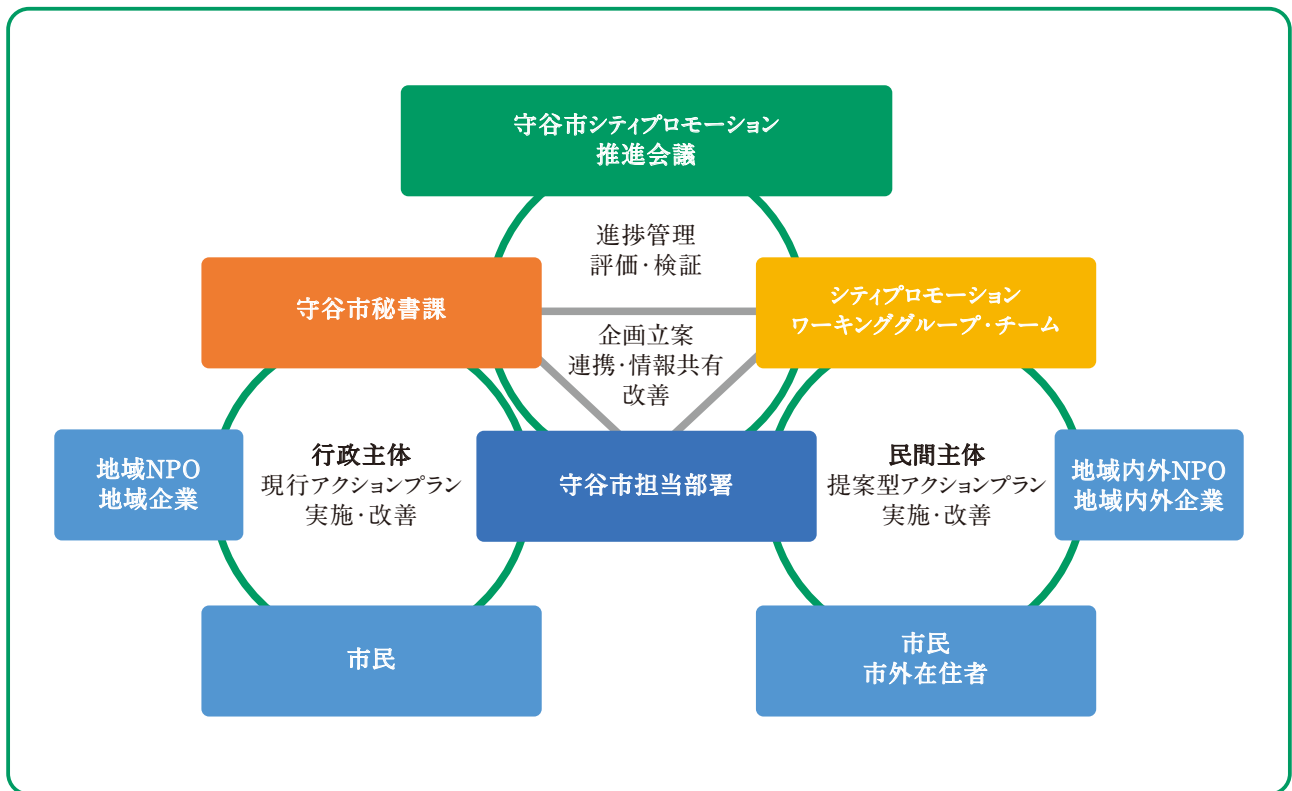 守谷市シティプロモーション
推進会議
進捗管理
評価・検証
守谷市秘書課
シティプロモーション
ワーキンググループ・チーム
企画立案
連携・情報共有
改善
地域NPO
地域企業
行政主体
現行アクションプラン
実施・改善
守谷市担当部署
民間主体
提案型アクションプラン
実施・改善
地域内外NPO
地域内外企業
市民
市民
市外在住者